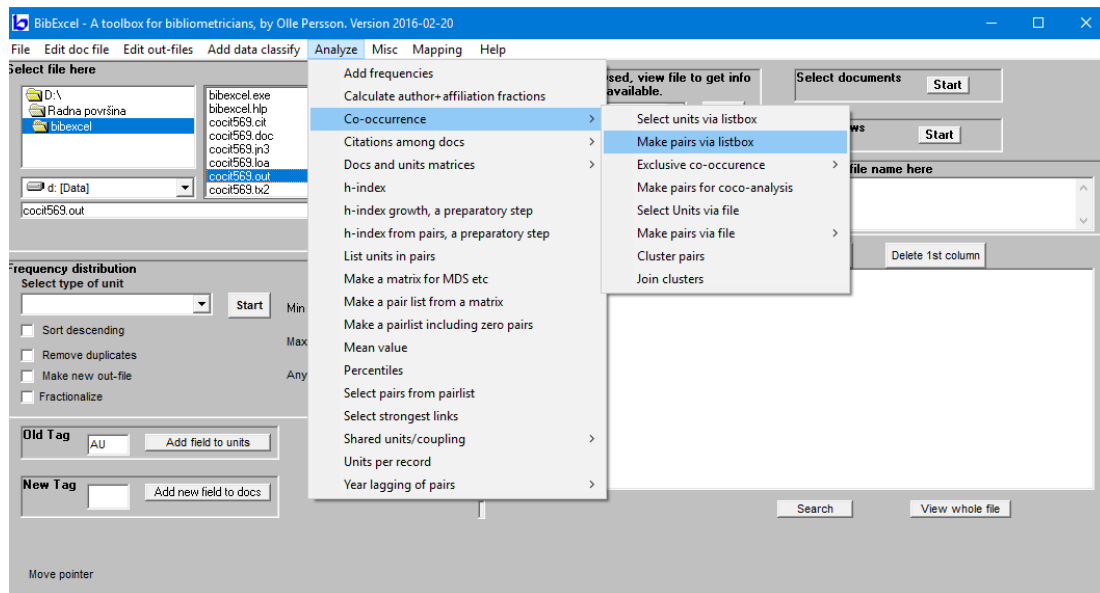 BibExcel - A toolbox for bibliometricians, by Olle Persson. Version 2016-02-20
File Edit doc file Edit out-files Add data classify Analyze Misc Mapping Help
Select file here
D:\
Radna površina
bibexcel
d: [Data]
bibexcel.exe
bibexcel.hlp
cocit569.cit
cocit569.doc
cocit569.jn3
cocit569.loa
cocit569.out
cocit569.tx2
cocit569.out
Frequency distribution
Select type of unit
Start
Min
Sort descending
Max
Remove duplicates
Make new out-file
Any
Fractionalize
Old Tag
AU
Add field to units
New Tag
Add new field to docs
Move pointer
Add frequencies
Calculate author+affiliation fractions
Co-occurrence
Citations among docs
Docs and units matrices
h-index
h-index growth, a preparatory step
h-index from pairs, a preparatory step
List units in pairs
Make a matrix for MDS etc
Make a pair list from a matrix
Make a pairlist including zero pairs
Mean value
Percentiles
Select pairs from pairlist
Select strongest links
Shared units/coupling
Units per record
Year lagging of pairs
Select units via listbox
Make pairs via listbox
Exclusive co-occurence
Make pairs for coco-analysis
Select Units via file
Make pairs via file
Cluster pairs
Join clusters
sed, view file to get info
available.
Select documents
Start
ws
Start
file name here
Delete 1st column
Search
View whole file